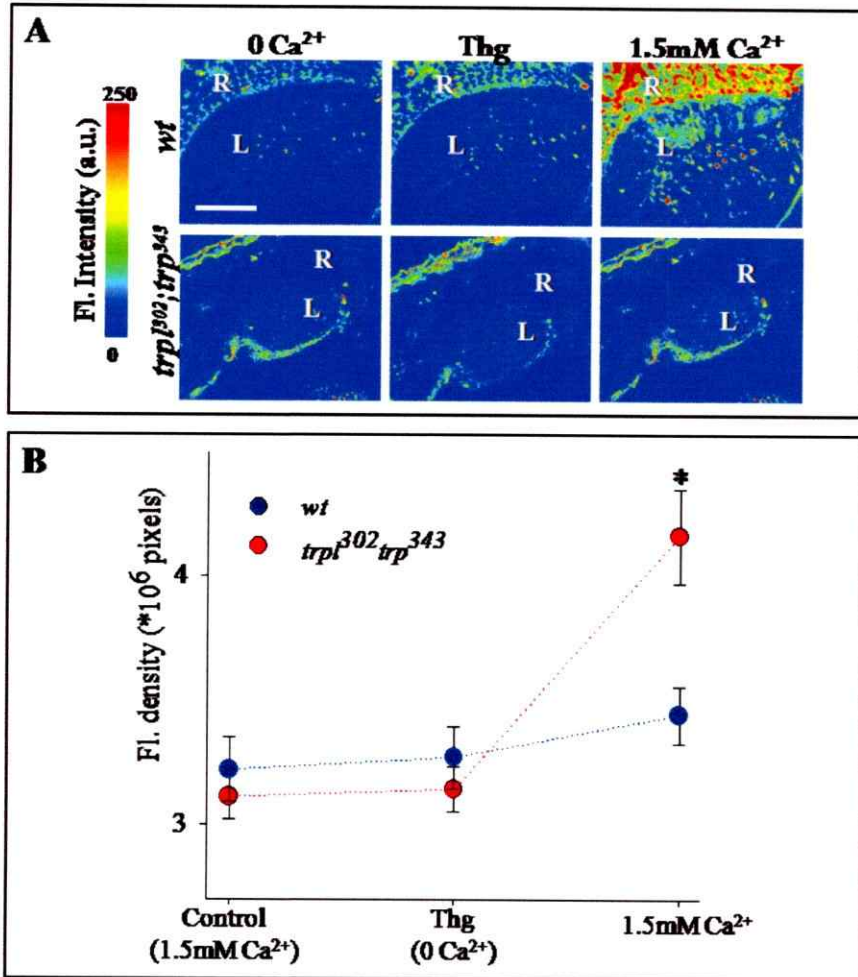 A
0 Ca²⁺ Thg 1.5mM Ca²⁺
Fl. Intensity (a.u.)
250
0
wt
R R R
L L L
trpl³⁰²;trp³⁴³
R R R
L L L
B
Fl. density (*10⁶ pixels)
wt
trpl³⁰²trp³⁴³
*
4
3
Control Thg 1.5mM Ca²⁺
(1.5mM Ca²⁺) (0 Ca²⁺)